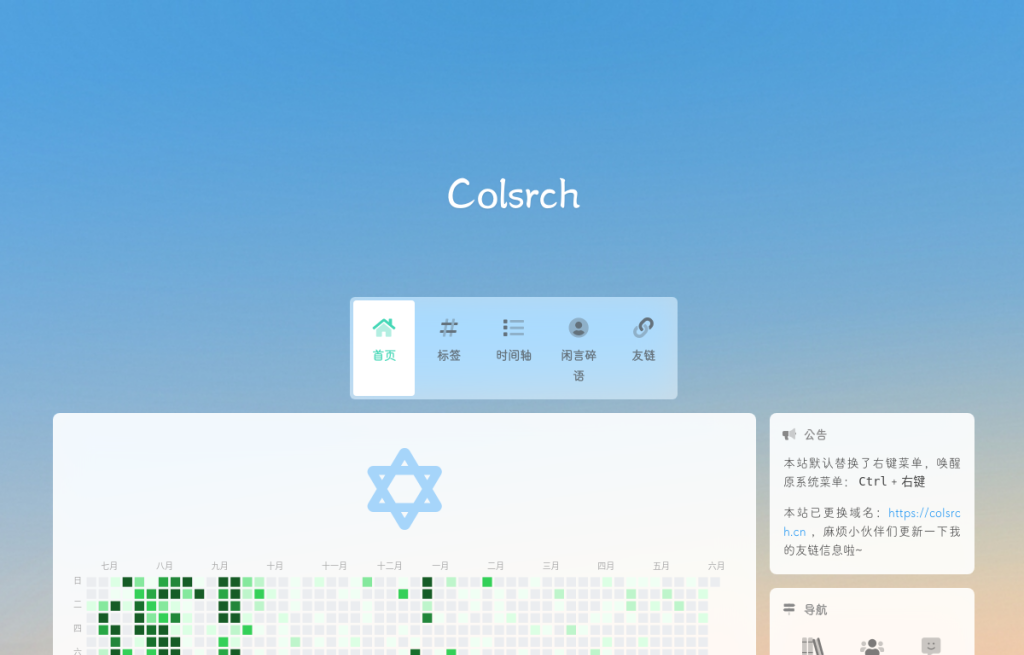 Colsrch
首页
标签
时间轴
闲言碎
语
友链
公告
本站默认替换了右键菜单，唤醒
原系统菜单： Ctrl + 右键
本站已更换域名：https://colsrc
h.cn ，麻烦小伙伴们更新一下我
的友链信息啦~
七月 八月 九月 十月 十一月 十二月 一月 二月 三月 四月 五月 六月
日
二
四
六
导航